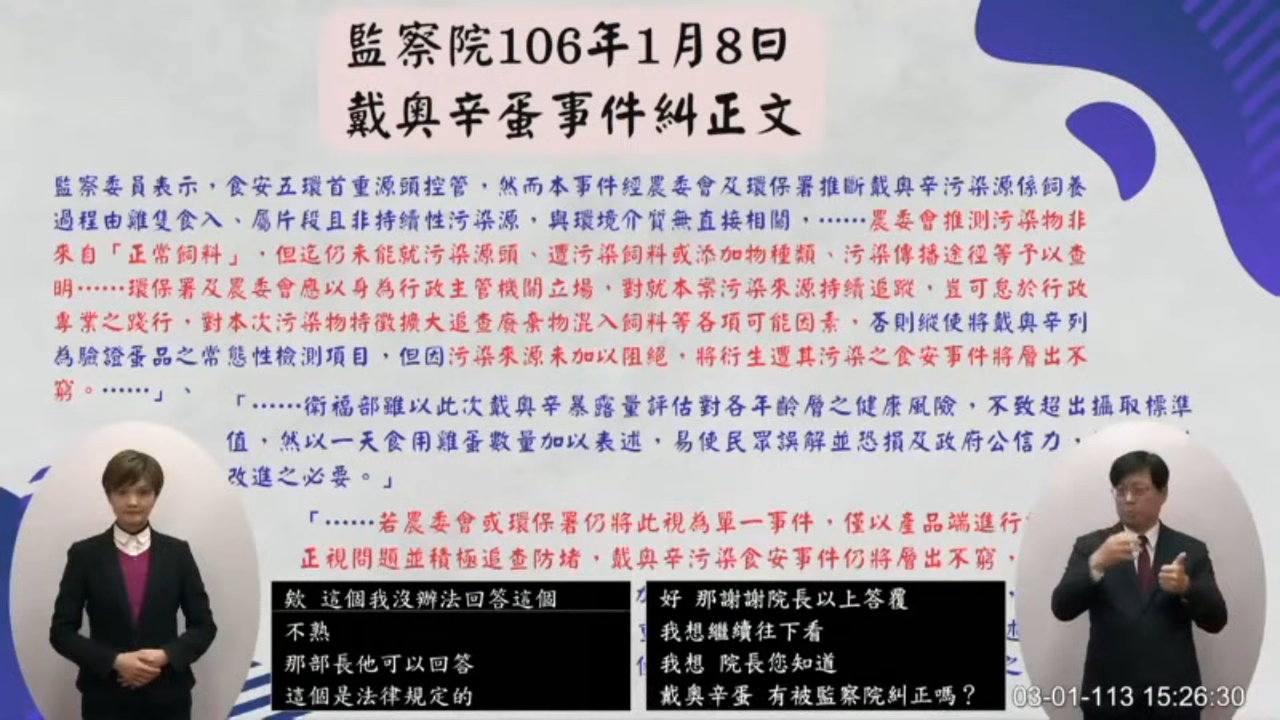 監察院106年1月8日
戴奧辛蛋事件糾正文
監察委員表示，食安五環首重源頭控管，然而本事件經農委會及環保署推斷戴奧辛污染源係飼養
過程由雞隻食入、屬片段且非持續性污染源，與環境介質無直接相關，⋯⋯農委會推測污染物非
來自「正常飼料」，但迄仍未能就污染源頭、遭污染飼料或添加物種類、污染傳播途徑等予以查
明⋯⋯環保署及農委會應以身為行政主管機關立場，對就本案污染來源持續追蹤，豈可怠於行政
專業之踐行，對本次污染物特徵擴大追查廢棄物混入飼料等各項可能因素，否則縱使將戴奧辛列
為驗證蛋品之常態性檢測項目，但因污染來源未加以阻絕，將衍生遭其污染之食安事件將層出不
窮。⋯⋯」、
「⋯⋯衛福部雖以此次戴奧辛暴露量評估對各年齡層之健康風險，不致超出攝取標準
值，然以一天食用雞蛋數量加以表述，易使民眾誤解並恐損及政府公信力，
改進之必要。」
「⋯⋯若農委會或環保署仍將此視為單一事件，僅以產品端進行
正視問題並積極追查防堵，戴奧辛污染食安事件仍將層出不窮，
欸 這個我沒辦法回答這個
不熟
那部長他可以回答
這個是法律規定的
好 那謝謝院長以上答覆
我想繼續往下看
我想 院長您知道
戴奧辛蛋 有被監察院糾正嗎？
述
之
03-01-113 15:26:30